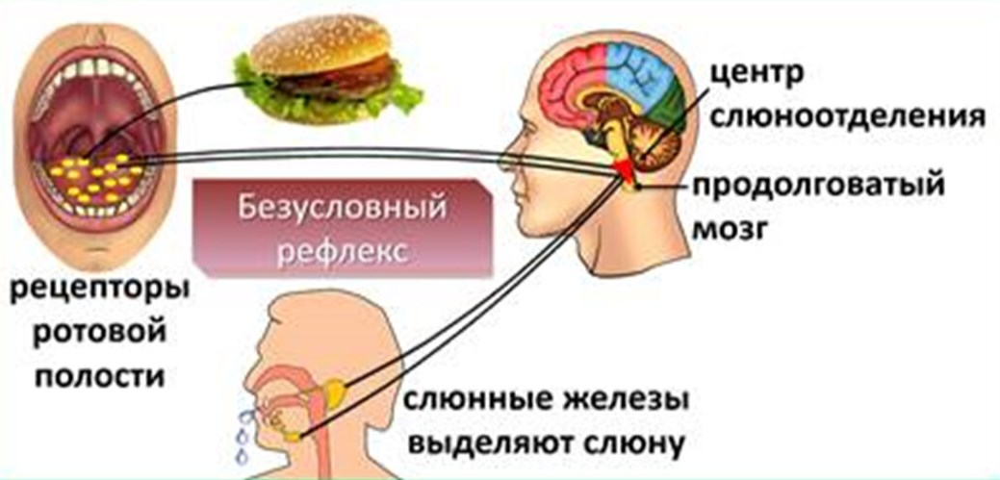 центр
слюноотделения
продолговатый
мозг
Безусловный
рефлекс
рецепторы
ротовой
полости
слюнные железы
выделяют слюну